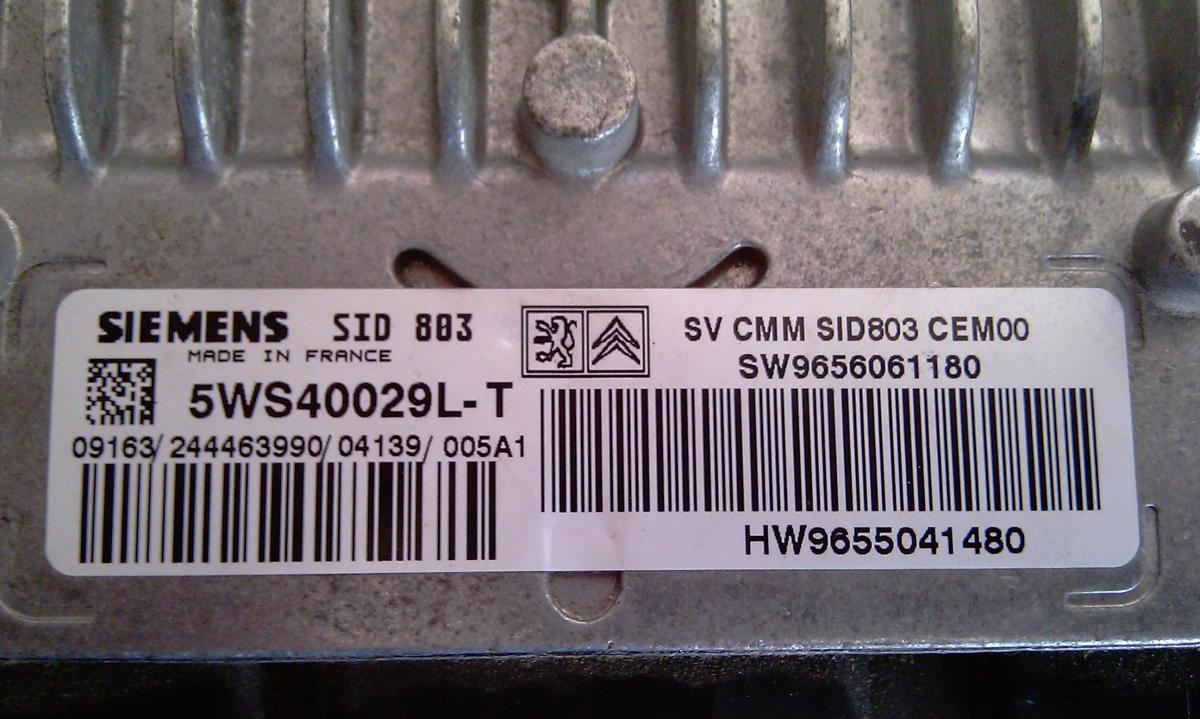 SIEMENS SID 803
MADE IN FRANCE
5WS40029L-T
09163/244463990/04139/005A1
SV CMM SID803 CEM00
SW9656061180
HW9655041480